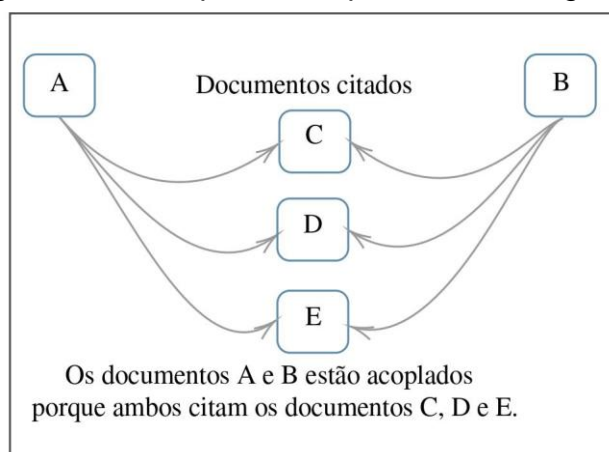 A
Documentos citados
B
C
D
E
Os documentos A e B estão acoplados
porque ambos citam os documentos C, D e E.